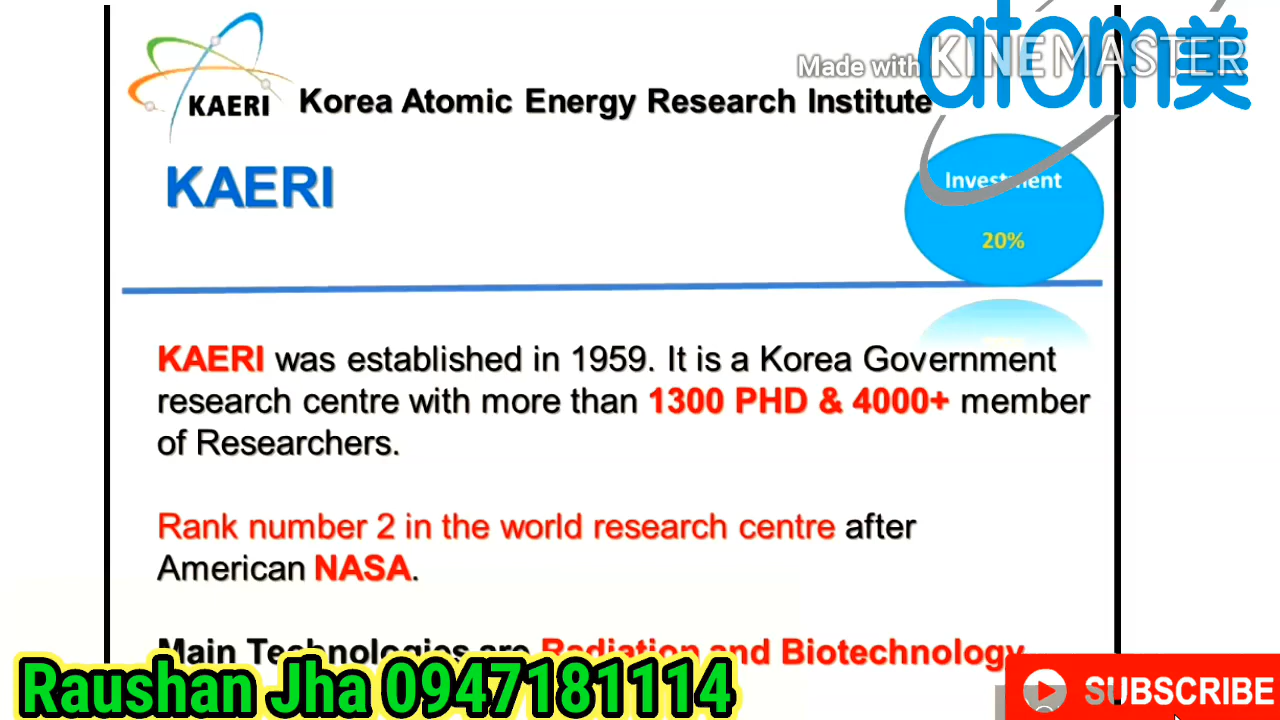 atom美
Made with KINEMASTER
KAERI
Korea Atomic Energy Research Institute
KAERI
Investment
20%
KAERI was established in 1959. It is a Korea Government
research centre with more than 1300 PHD & 4000+ member
of Researchers.
Rank number 2 in the world research centre after
American NASA.
Main Technologies are Radiation and Biotechnology
Raushan Jha 0947181114
SUBSCRIBE